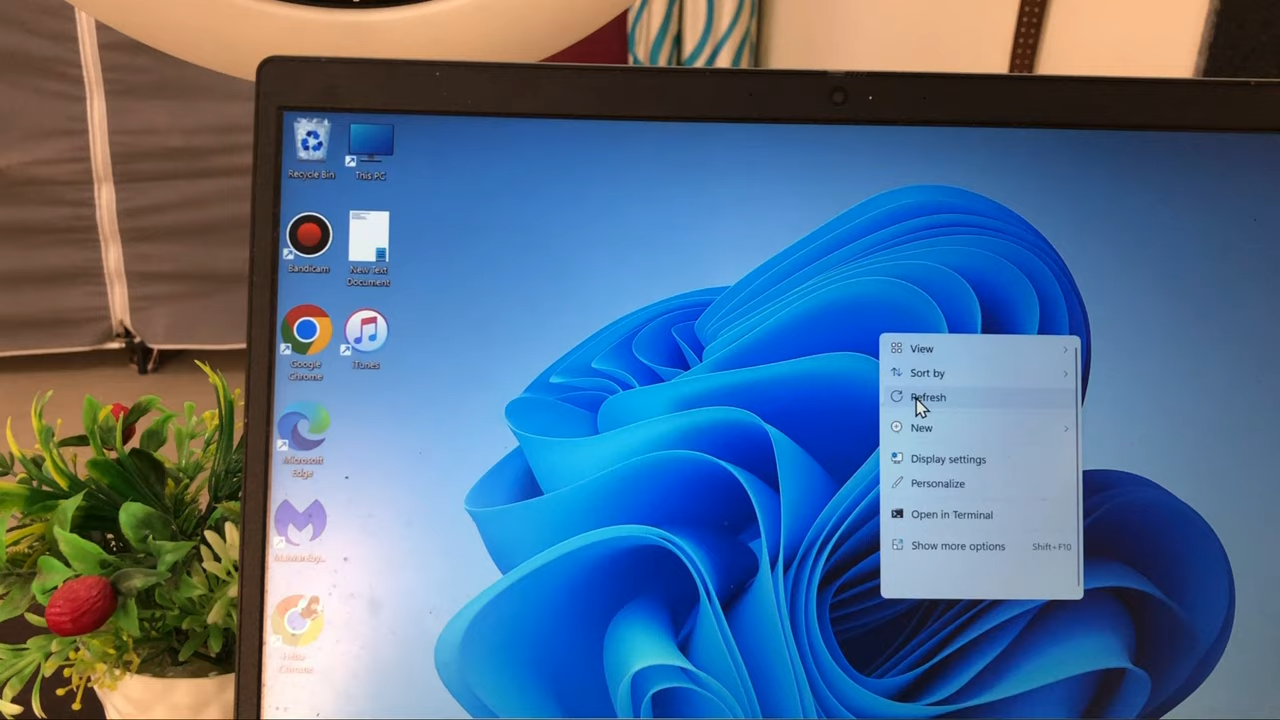 Recycle Bin
This PC
Bandicam
New Text
Document
Google
Chrome
iTunes
Microsoft
Edge
View
Sort by
Refresh
New
Display settings
Personalize
Open in Terminal
Show more options Shift+F10